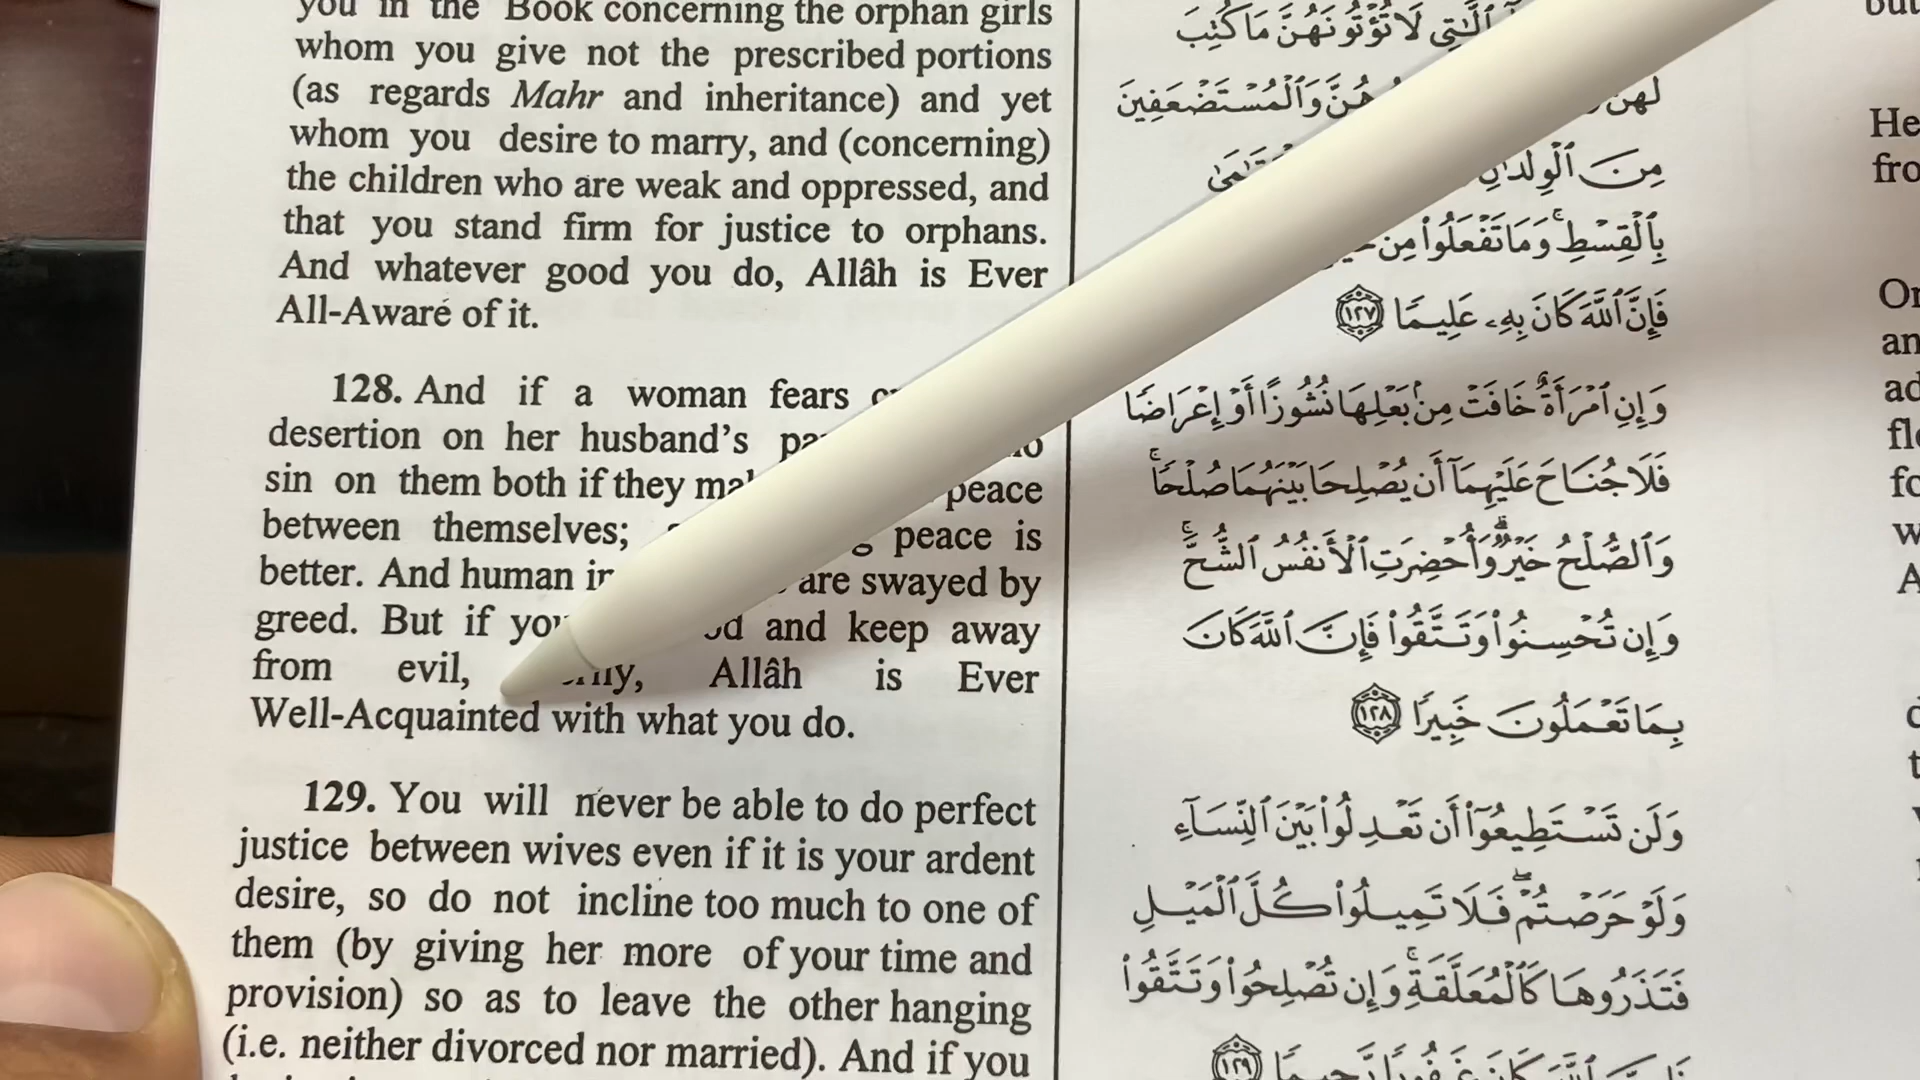 you in the Book concerning the orphan girls
whom you give not the prescribed portions
(as regards Mahr and inheritance) and yet
whom you desire to marry, and (concerning)
the children who are weak and oppressed, and
that you stand firm for justice to orphans.
And whatever good you do, Allâh is Ever
All-Aware of it.
128. And if a woman fears
desertion on her husband's
sin on them both if they peace
between themselves; peace is
better. And human are swayed by
greed. But if and keep away
from evil, Allâh is Ever
Well-Acquainted with what you do.
129. You will never be able to do perfect
justice between wives even if it is your ardent
desire, so do not incline too much to one of
them (by giving her more of your time and
provision) so as to leave the other hanging
(i.e. neither divorced nor married). And if you
ٱلَّٰتِى لَا تُؤْتُونَهُنَّ مَا كُتِبَ
وَٱلْمُسْتَضْعَفِينَ
مِنَ ٱلْوِلْدَٰنِ
بِٱلْقِسْطِ ۚ وَمَا تَفْعَلُوا۟ مِنْ
فَإِنَّ ٱللَّهَ كَانَ بِهِۦ عَلِيمًا ١٢٧
وَإِنِ ٱمْرَأَةٌ خَافَتْ مِنۢ بَعْلِهَا نُشُوزًا أَوْ إِعْرَاضًا
فَلَا جُنَاحَ عَلَيْهِمَآ أَن يُصْلِحَا بَيْنَهُمَا صُلْحًا ۚ
وَٱلصُّلْحُ خَيْرٌ ۗ وَأُحْضِرَتِ ٱلْأَنفُسُ ٱلشُّحَّ ۚ
وَإِن تُحْسِنُوا۟ وَتَتَّقُوا۟ فَإِنَّ ٱللَّهَ كَانَ
بِمَا تَعْمَلُونَ خَبِيرًا ١٢٨
وَلَن تَسْتَطِيعُوٓا۟ أَن تَعْدِلُوا۟ بَيْنَ ٱلنِّسَآءِ
وَلَوْ حَرَصْتُمْ ۖ فَلَا تَمِيلُوا۟ كُلَّ ٱلْمَيْلِ
فَتَذَرُوهَا كَٱلْمُعَلَّقَةِ ۚ وَإِن تُصْلِحُوا۟ وَتَتَّقُوا۟
ٱللَّهَ كَانَ غَفُورًا رَّحِيمًا ١٢٩
He